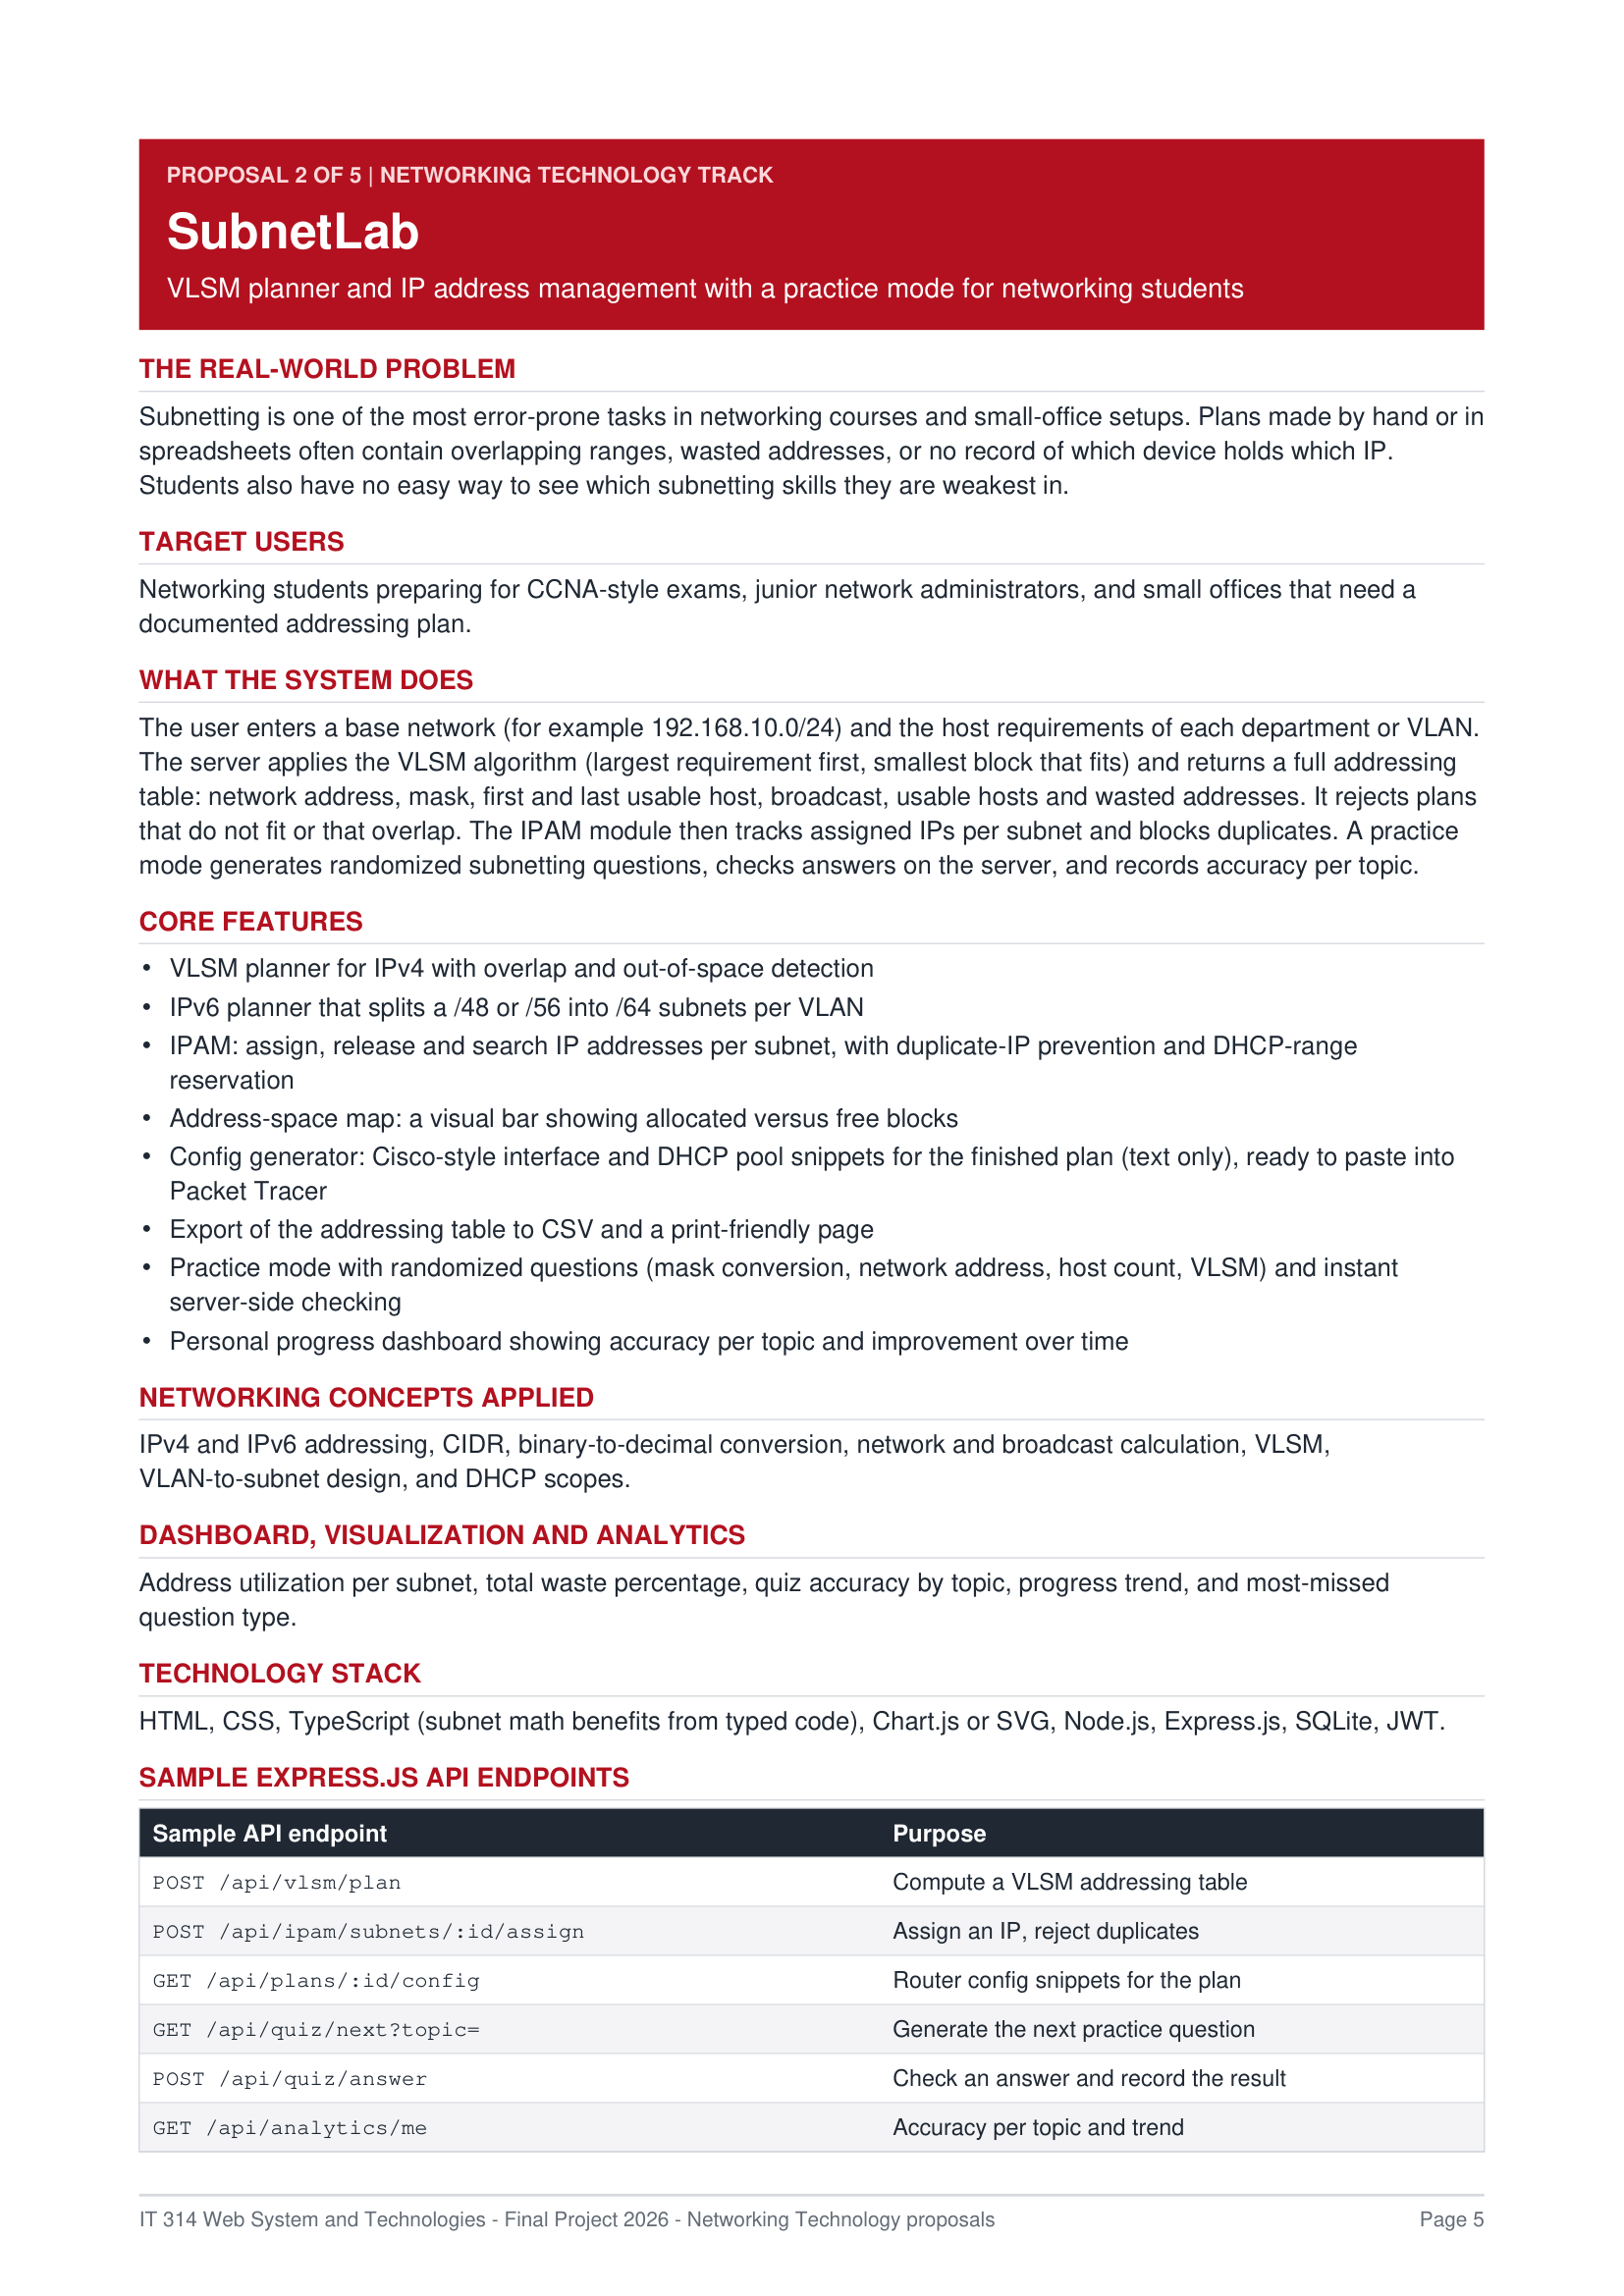 PROPOSAL 2 OF 5 | NETWORKING TECHNOLOGY TRACK
SubnetLab
VLSM planner and IP address management with a practice mode for networking students
THE REAL-WORLD PROBLEM
Subnetting is one of the most error-prone tasks in networking courses and small-office setups. Plans made by hand or in
spreadsheets often contain overlapping ranges, wasted addresses, or no record of which device holds which IP.
Students also have no easy way to see which subnetting skills they are weakest in.
TARGET USERS
Networking students preparing for CCNA-style exams, junior network administrators, and small offices that need a
documented addressing plan.
WHAT THE SYSTEM DOES
The user enters a base network (for example 192.168.10.0/24) and the host requirements of each department or VLAN.
The server applies the VLSM algorithm (largest requirement first, smallest block that fits) and returns a full addressing
table: network address, mask, first and last usable host, broadcast, usable hosts and wasted addresses. It rejects plans
that do not fit or that overlap. The IPAM module then tracks assigned IPs per subnet and blocks duplicates. A practice
mode generates randomized subnetting questions, checks answers on the server, and records accuracy per topic.
CORE FEATURES
• VLSM planner for IPv4 with overlap and out-of-space detection
• IPv6 planner that splits a /48 or /56 into /64 subnets per VLAN
• IPAM: assign, release and search IP addresses per subnet, with duplicate-IP prevention and DHCP-range
reservation
• Address-space map: a visual bar showing allocated versus free blocks
• Config generator: Cisco-style interface and DHCP pool snippets for the finished plan (text only), ready to paste into
Packet Tracer
• Export of the addressing table to CSV and a print-friendly page
• Practice mode with randomized questions (mask conversion, network address, host count, VLSM) and instant
server-side checking
• Personal progress dashboard showing accuracy per topic and improvement over time
NETWORKING CONCEPTS APPLIED
IPv4 and IPv6 addressing, CIDR, binary-to-decimal conversion, network and broadcast calculation, VLSM,
VLAN-to-subnet design, and DHCP scopes.
DASHBOARD, VISUALIZATION AND ANALYTICS
Address utilization per subnet, total waste percentage, quiz accuracy by topic, progress trend, and most-missed
question type.
TECHNOLOGY STACK
HTML, CSS, TypeScript (subnet math benefits from typed code), Chart.js or SVG, Node.js, Express.js, SQLite, JWT.
SAMPLE EXPRESS.JS API ENDPOINTS
Sample API endpoint Purpose
POST /api/vlsm/plan Compute a VLSM addressing table
POST /api/ipam/subnets/:id/assign Assign an IP, reject duplicates
GET /api/plans/:id/config Router config snippets for the plan
GET /api/quiz/next?topic= Generate the next practice question
POST /api/quiz/answer Check an answer and record the result
GET /api/analytics/me Accuracy per topic and trend
IT 314 Web System and Technologies - Final Project 2026 - Networking Technology proposals Page 5